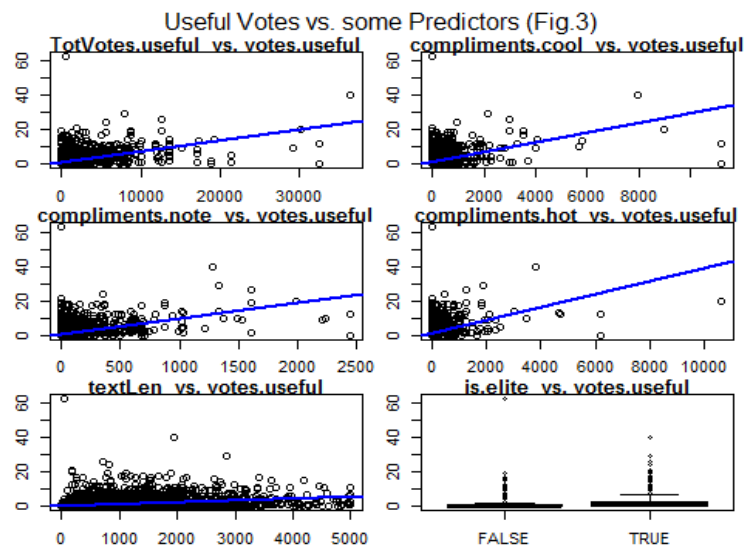 Useful Votes vs. some Predictors (Fig.3)
TotVotes.useful vs. votes.useful
compliments.cool vs. votes.useful
0 20 40 60
0 10000 20000 30000
0 20 40 60
0 2000 4000 6000 8000
compliments.note vs. votes.useful
compliments.hot vs. votes.useful
0 20 40 60
0 500 1000 1500 2000 2500
0 20 40 60
0 2000 4000 6000 8000 10000
textLen vs. votes.useful
is.elite vs. votes.useful
0 20 40 60
0 1000 2000 3000 4000 5000
0 20 40 60
FALSE TRUE